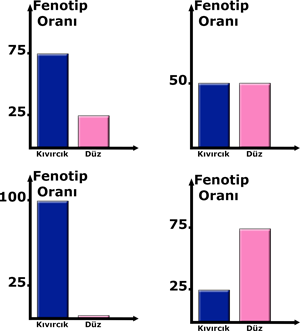 Fenotip
Oranı
75
25
Kıvırcık Düz
Fenotip
Oranı
50
Kıvırcık Düz
Fenotip
Oranı
100
25
Kıvırcık Düz
Fenotip
Oranı
75
25
Kıvırcık Düz